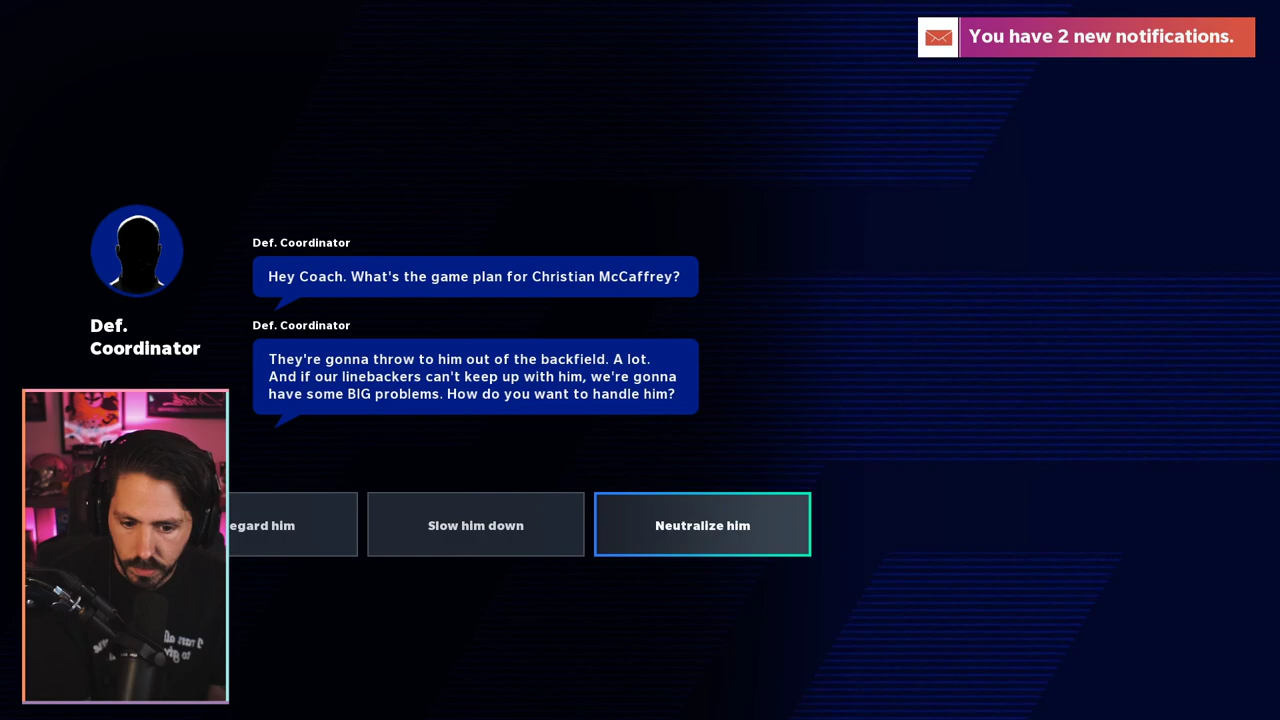 You have 2 new notifications.
Def. Coordinator
Hey Coach. What's the game plan for Christian McCaffrey?
Def.
Coordinator
Def. Coordinator
They're gonna throw to him out of the backfield. A lot.
And if our linebackers can't keep up with him, we're gonna
have some BIG problems. How do you want to handle him?
egard him
Slow him down
Neutralize him